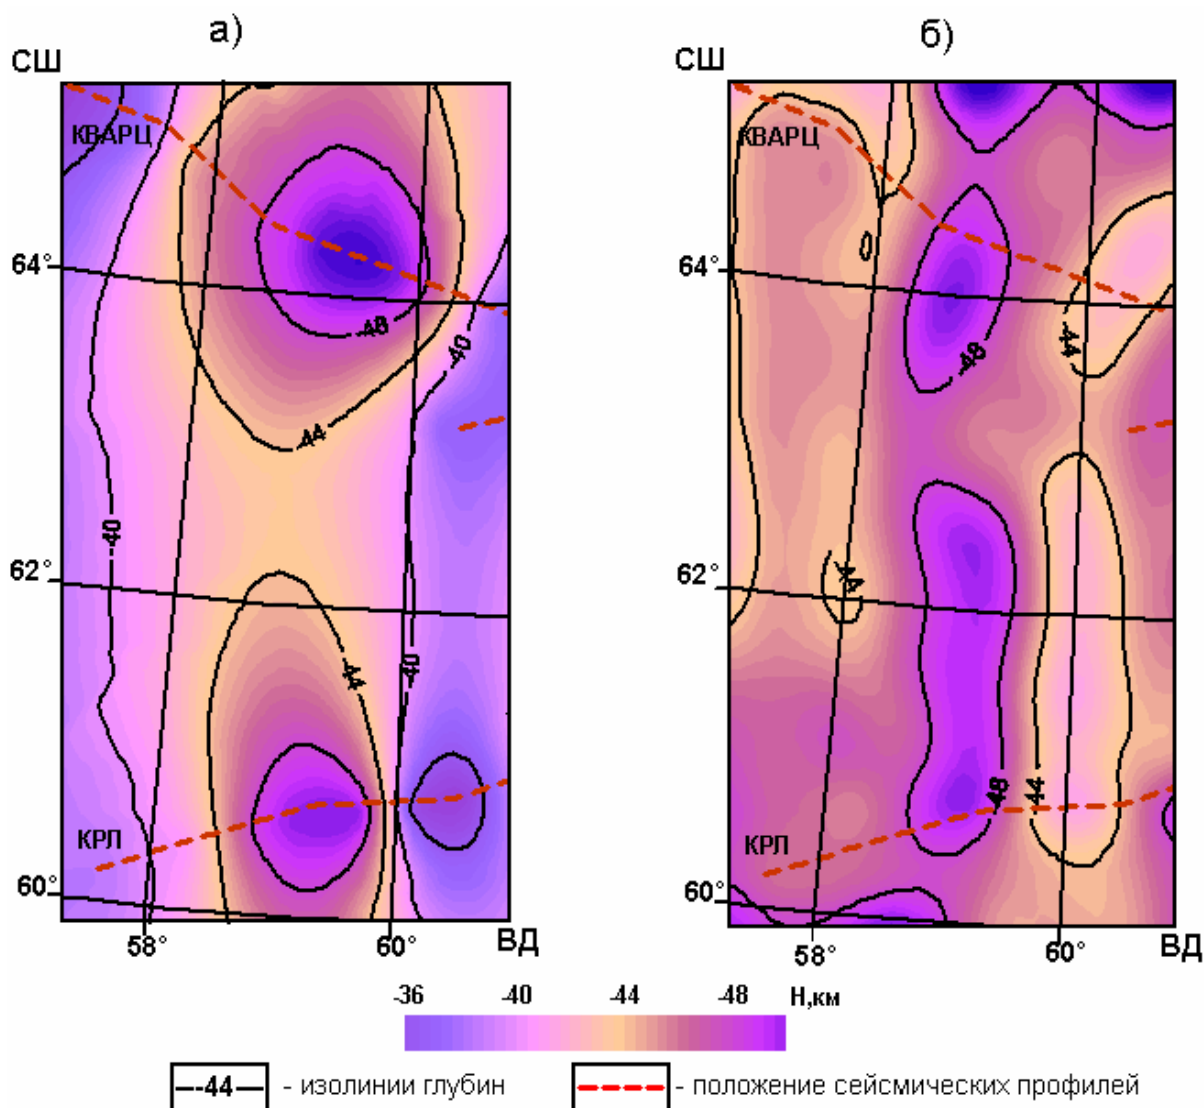 а)
СШ
КВАРЦ
64°
-48
-40
-44
-40
62°
-44
-40
КРЛ
60°
58°
60°
ВД
б)
СШ
КВАРЦ
64°
-48
-44
62°
-44
-48
-44
КРЛ
60°
58°
60°
ВД
-36 -40 -44 -48 Н,км
-44 - изолинии глубин
- положение сейсмических профилей